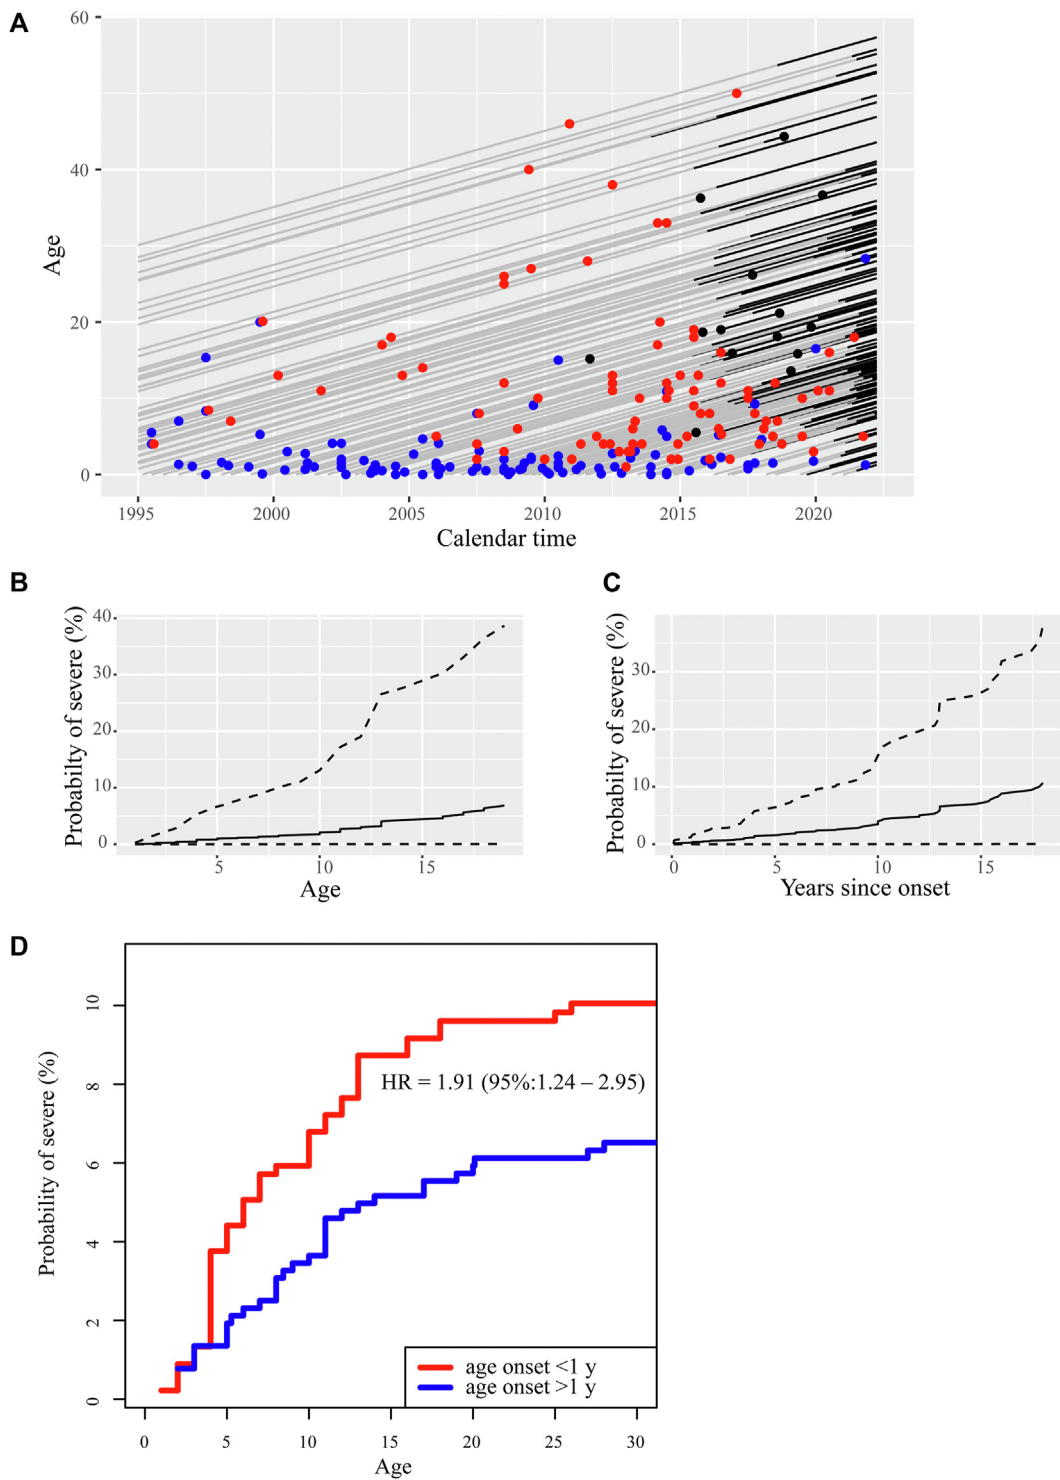 A
60
40
20
0
Age
1995 2000 2005 2010 2015 2020
Calendar time
B
Probabilty of severe (%)
40
30
20
10
0
5 10 15
Age
C
Probabilty of severe (%)
30
20
10
0
0 5 10 15
Years since onset
D
Probability of severe (%)
10
8
6
4
2
0
HR = 1.91 (95%:1.24 – 2.95)
age onset <1 y
age onset >1 y
0 5 10 15 20 25 30
Age